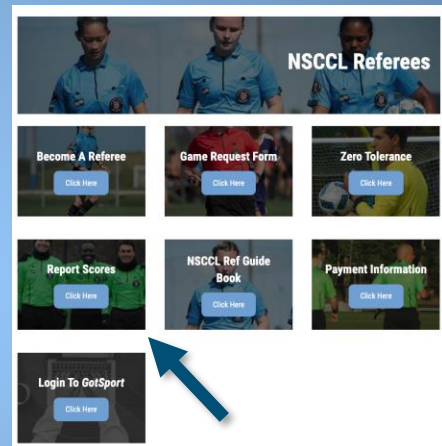 NSCCL Referees
Become A Referee
Click Here
Game Request Form
Click Here
Zero Tolerance
Click Here
Report Scores
Click Here
NSCCL Ref Guide
Book
Click Here
Payment Information
Click Here
Login To GotSport
Click Here